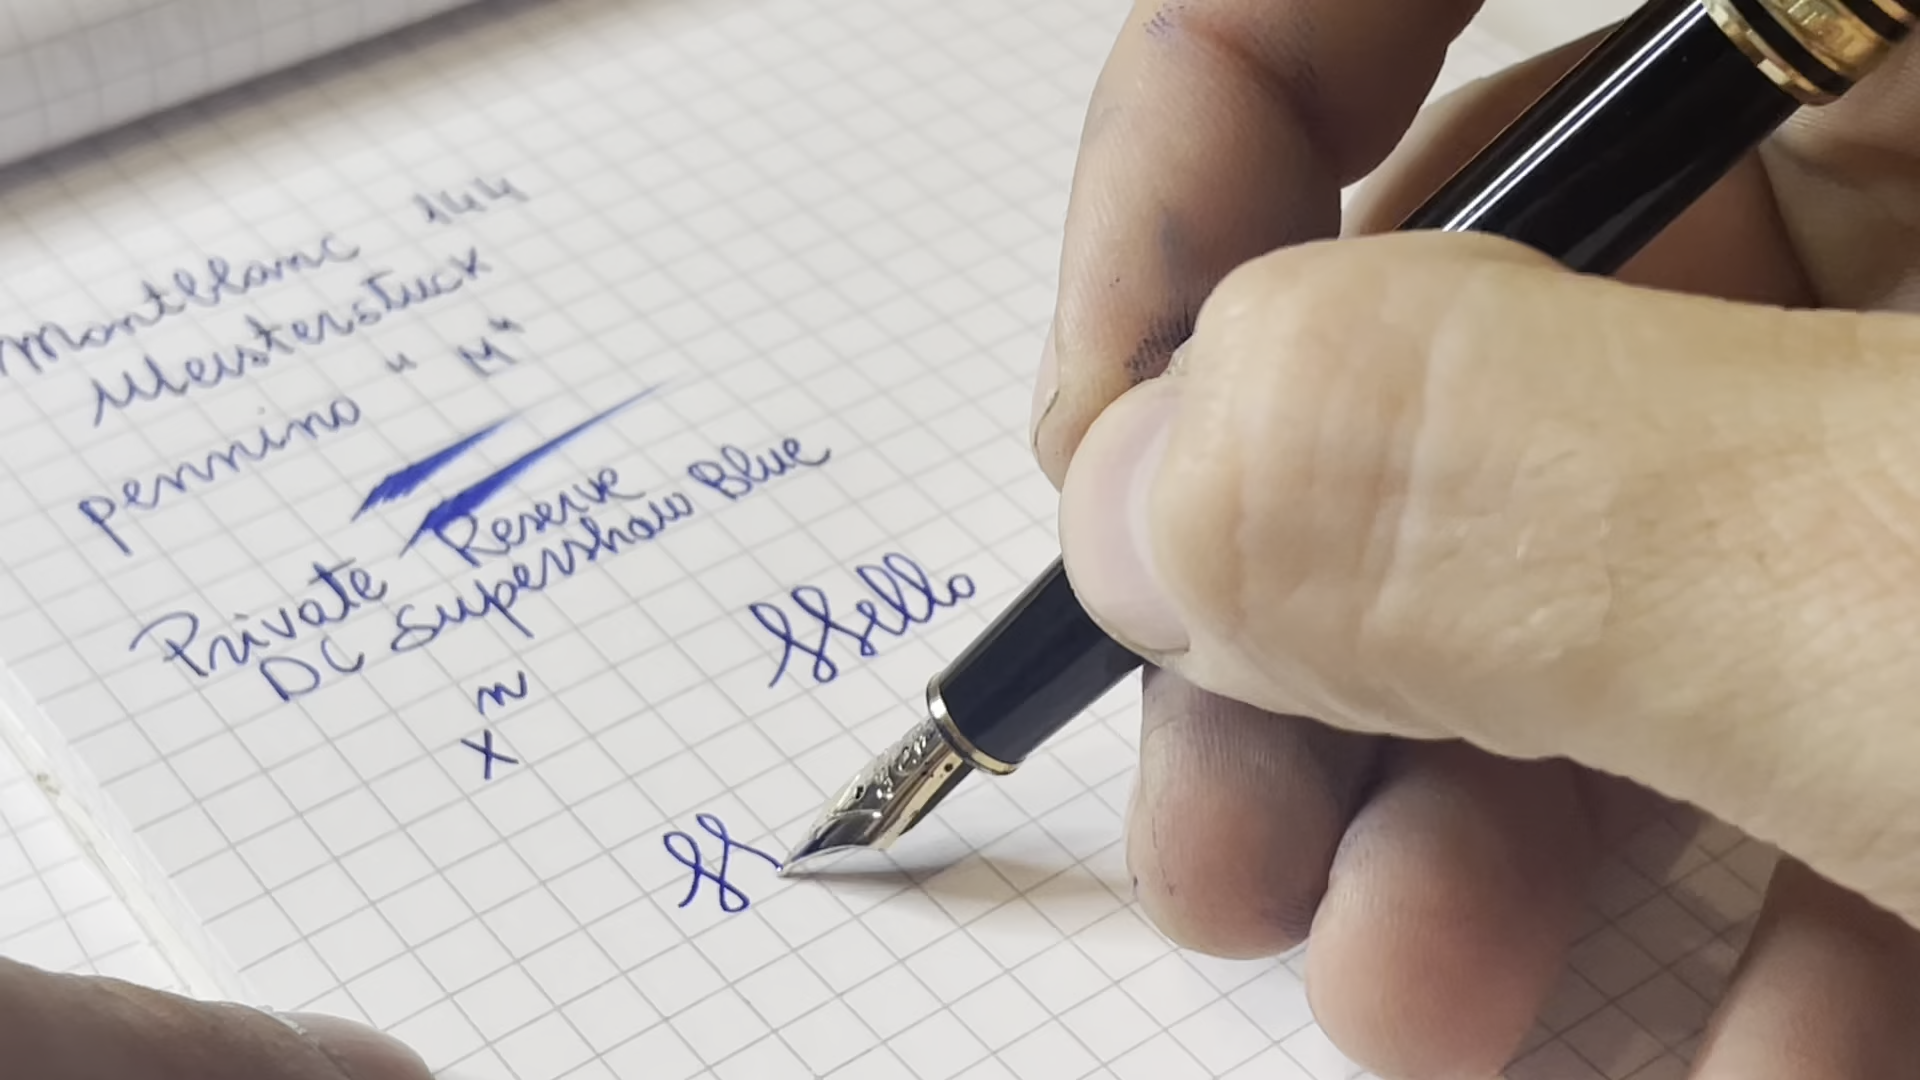 Montblanc 144
Meisterstuck
pennino "M"
Private Reserve
DC Supershow Blue
m
x
Hello
H